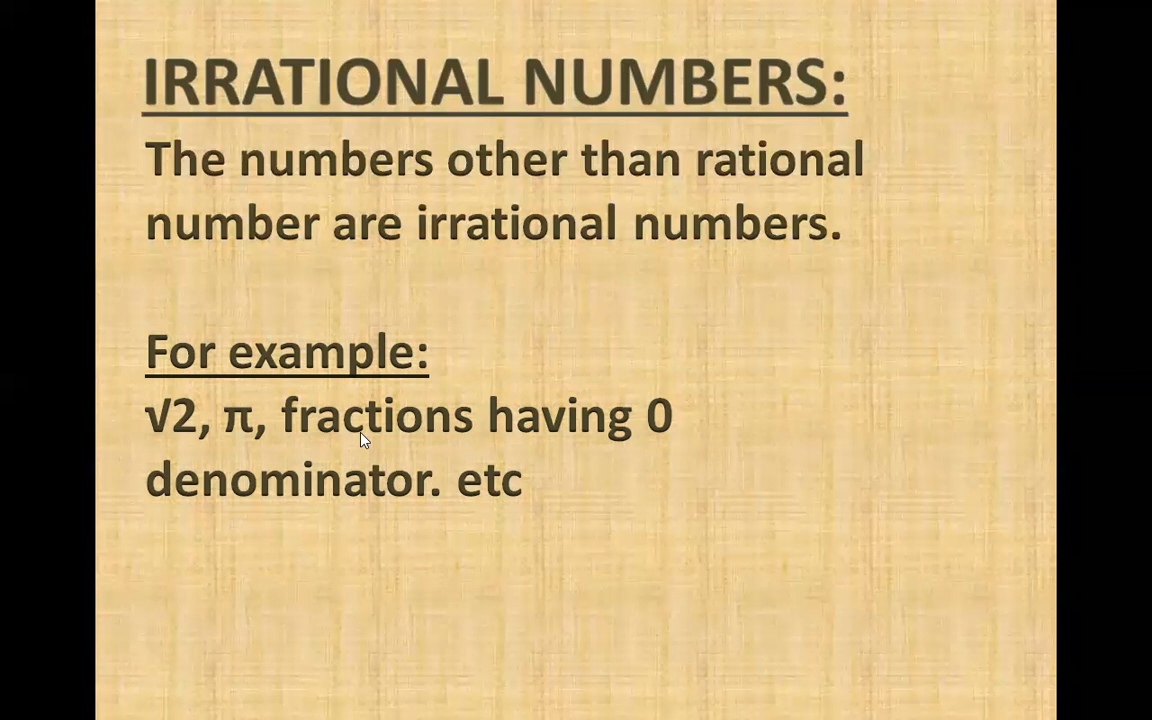 IRRATIONAL NUMBERS:
The numbers other than rational
number are irrational numbers.
For example:
√2, π, fractions having 0
denominator. etc